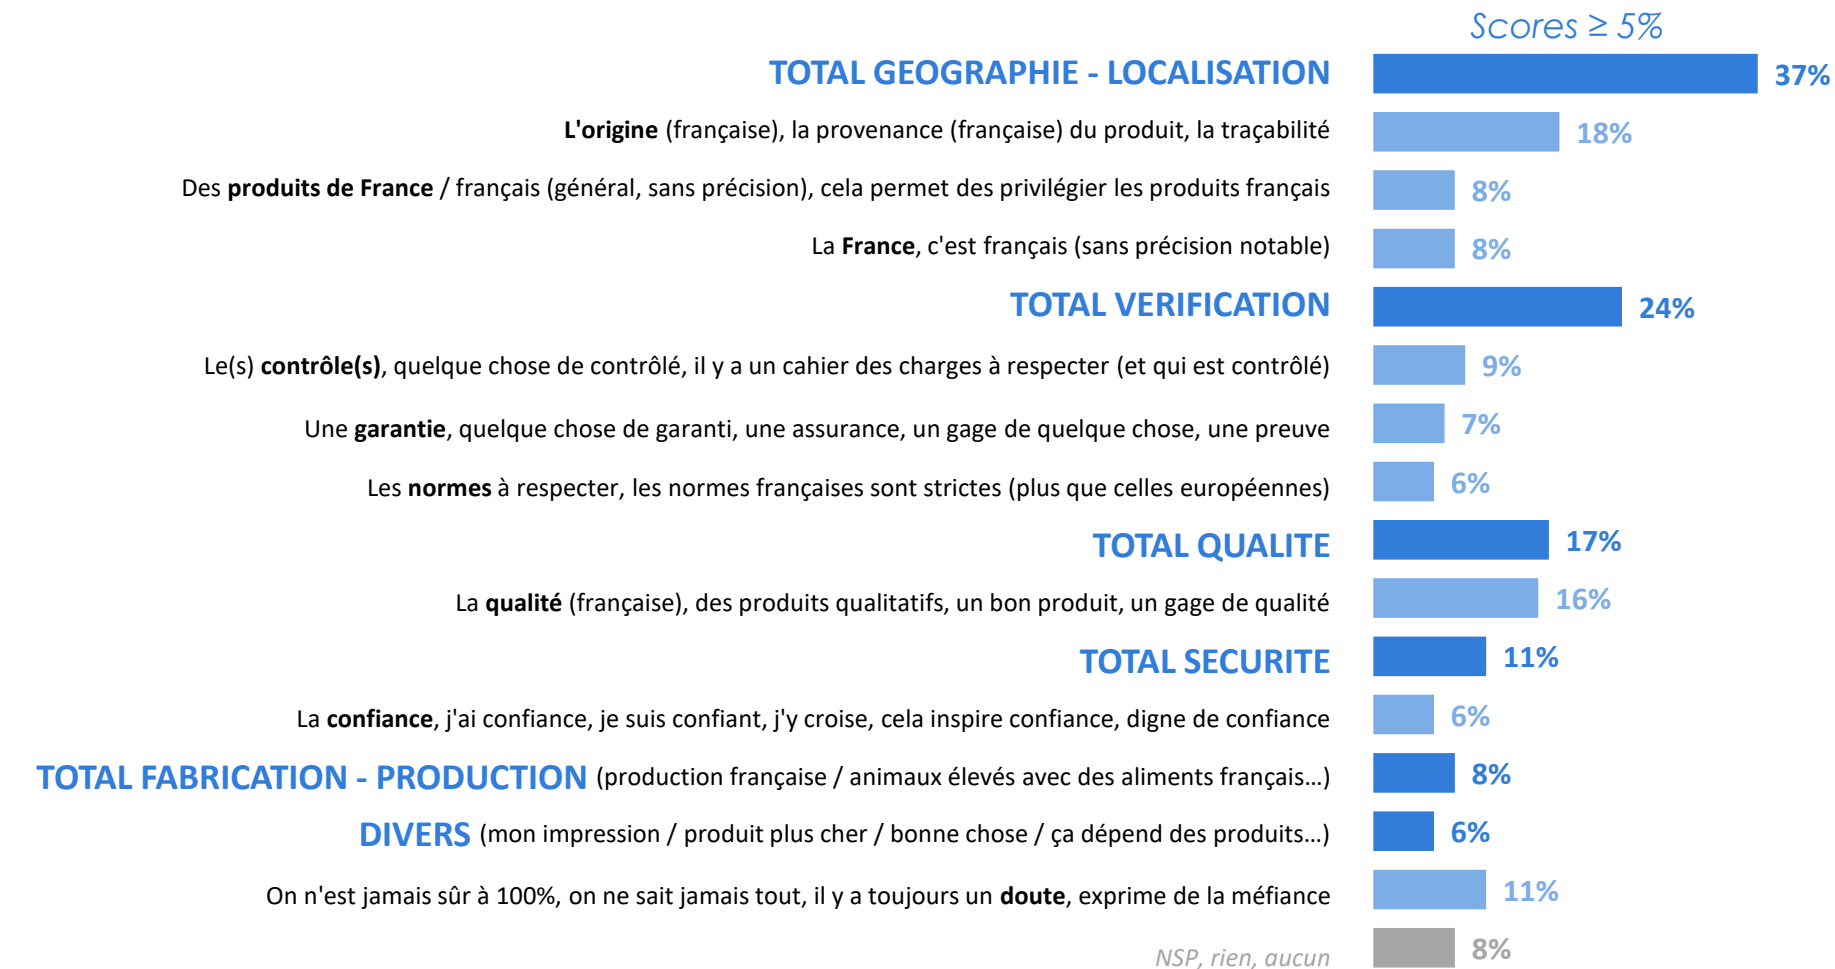 Scores ≥ 5%
TOTAL GEOGRAPHIE - LOCALISATION 37%
L'origine (française), la provenance (française) du produit, la traçabilité 18%
Des produits de France / français (général, sans précision), cela permet des privilégier les produits français 8%
La France, c'est français (sans précision notable) 8%
TOTAL VERIFICATION 24%
Le(s) contrôle(s), quelque chose de contrôlé, il y a un cahier des charges à respecter (et qui est contrôlé) 9%
Une garantie, quelque chose de garanti, une assurance, un gage de quelque chose, une preuve 7%
Les normes à respecter, les normes françaises sont strictes (plus que celles européennes) 6%
TOTAL QUALITE 17%
La qualité (française), des produits qualitatifs, un bon produit, un gage de qualité 16%
TOTAL SECURITE 11%
La confiance, j'ai confiance, je suis confiant, j'y croise, cela inspire confiance, digne de confiance 6%
TOTAL FABRICATION - PRODUCTION (production française / animaux élevés avec des aliments français…) 8%
DIVERS (mon impression / produit plus cher / bonne chose / ça dépend des produits…) 6%
On n'est jamais sûr à 100%, on ne sait jamais tout, il y a toujours un doute, exprime de la méfiance 11%
NSP, rien, aucun 8%